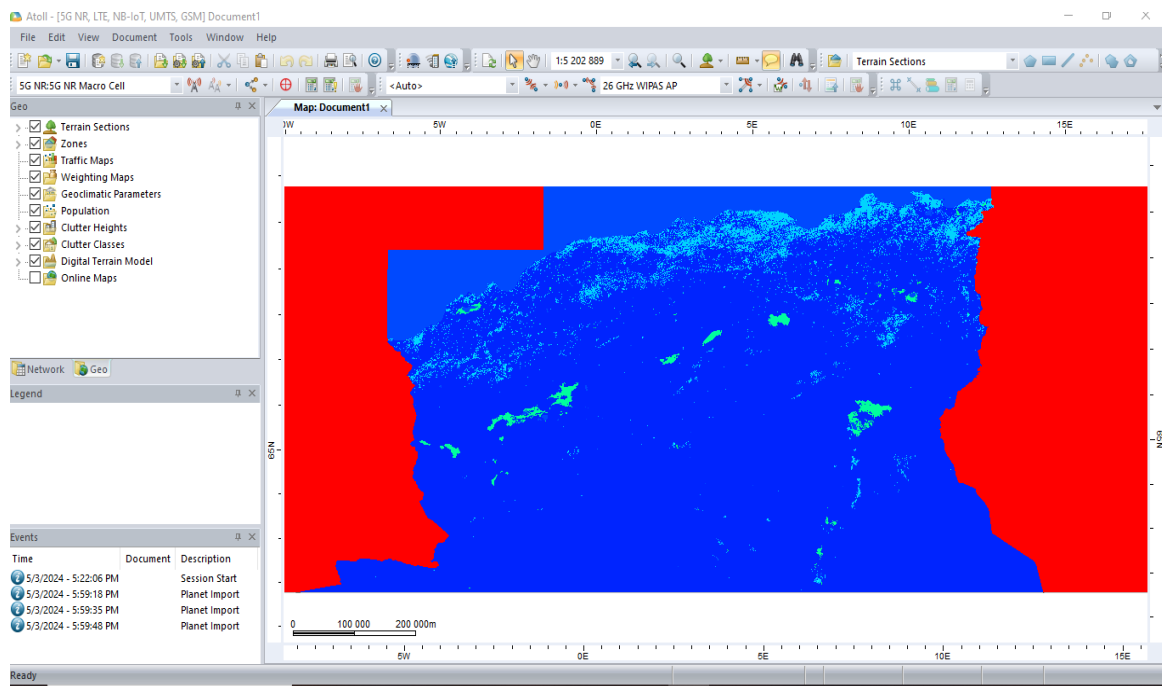 Atoll - [5G NR, LTE, NB-IoT, UMTS, GSM] Document1
File Edit View Document Tools Window Help
1:5 202 889 Terrain Sections
5G NR:5G NR Macro Cell <Auto> 26 GHz WIPAS AP
Geo
Map: Document1
Terrain Sections
Zones
Traffic Maps
Weighting Maps
Geoclimatic Parameters
Population
Clutter Heights
Clutter Classes
Digital Terrain Model
Online Maps
Network Geo
Legend
5W 0E 5E 10E 15E
65N
65N
0 100 000 200 000m
5W 0E 5E 10E 15E
Events
Time Document Description
5/3/2024 - 5:22:06 PM Session Start
5/3/2024 - 5:59:18 PM Planet Import
5/3/2024 - 5:59:35 PM Planet Import
5/3/2024 - 5:59:48 PM Planet Import
Ready